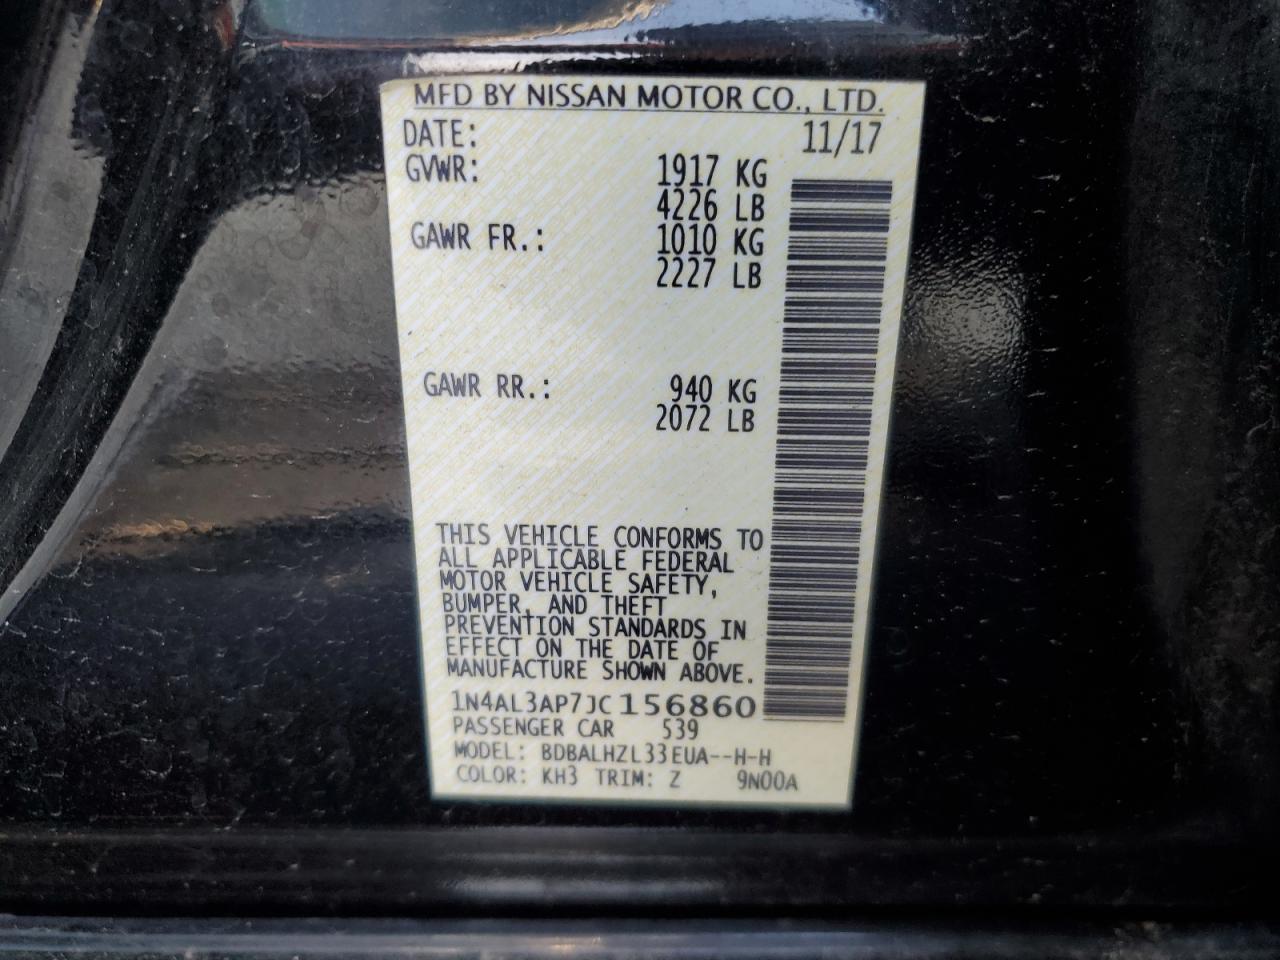 MFD BY NISSAN MOTOR CO., LTD.
DATE: 11/17
GVWR: 1917 KG
4226 LB
GAWR FR.: 1010 KG
2227 LB
GAWR RR.: 940 KG
2072 LB
THIS VEHICLE CONFORMS TO
ALL APPLICABLE FEDERAL
MOTOR VEHICLE SAFETY,
BUMPER, AND THEFT
PREVENTION STANDARDS IN
EFFECT ON THE DATE OF
MANUFACTURE SHOWN ABOVE.
1N4AL3AP7JC156860
PASSENGER CAR 539
MODEL: BDBALHZL33EUA--H-H
COLOR: KH3 TRIM: Z 9N00A